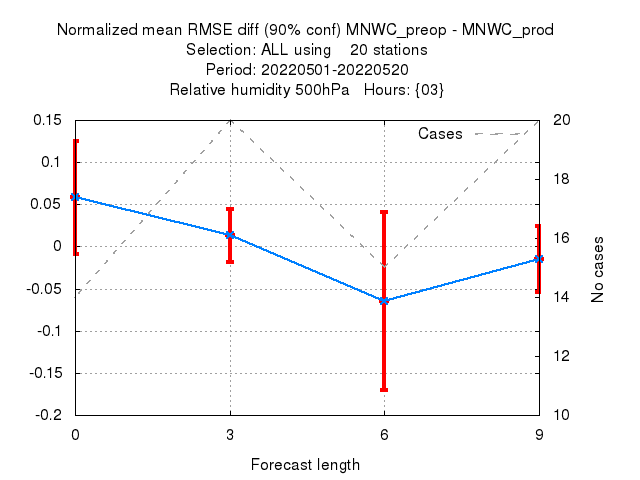 Normalized mean RMSE diff (90% conf) MNWC_preop - MNWC_prod
Selection: ALL using    20 stations
Period: 20220501-20220520
Relative humidity 500hPa   Hours: {03}
Cases
0.15
0.1
0.05
0
-0.05
-0.1
-0.15
-0.2
20
18
16
14
12
10
No cases
0 3 6 9
Forecast length